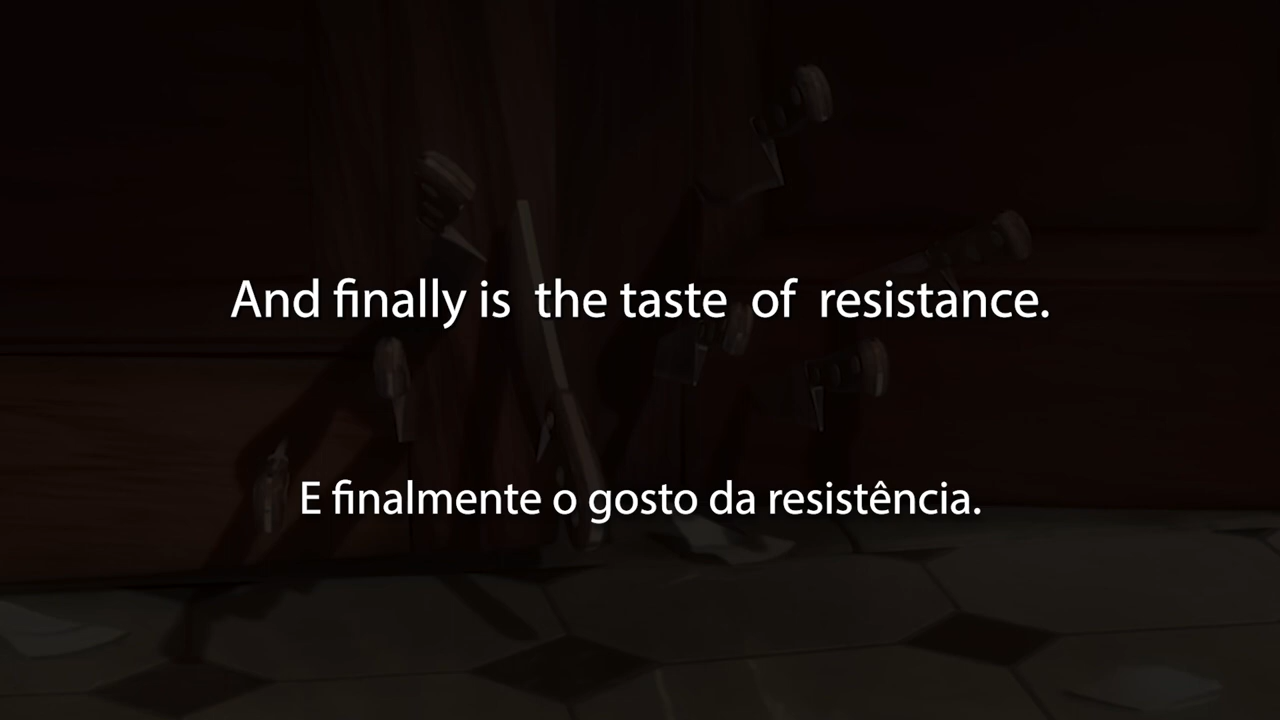 And finally is the taste of resistance.
E finalmente o gosto da resistência.